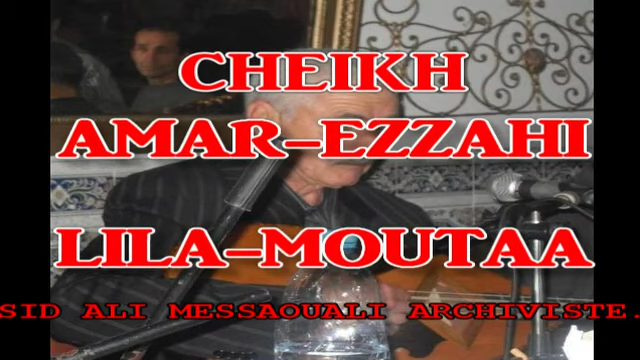 CHEIKH
AMAR-EZZAHI
LILA-MOUTAA
SID ALI MESSAOUALI ARCHIVISTE.